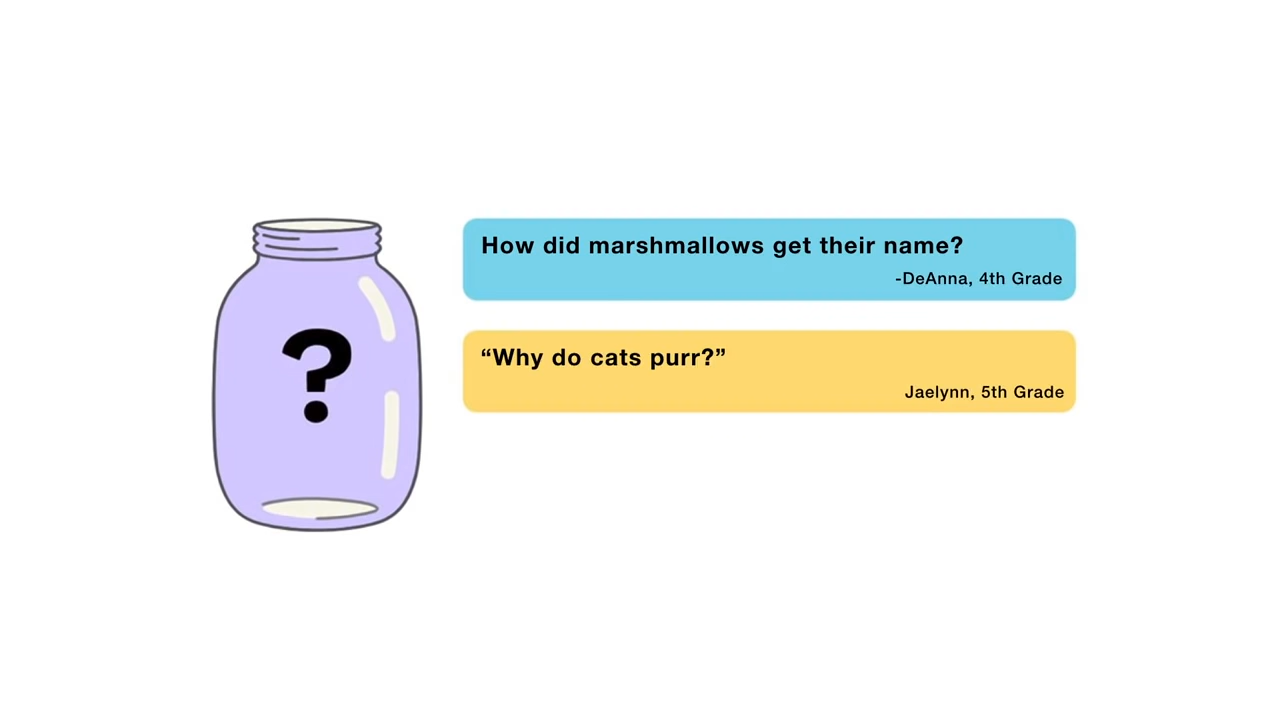 ?
How did marshmallows get their name?
-DeAnna, 4th Grade
“Why do cats purr?”
Jaelynn, 5th Grade